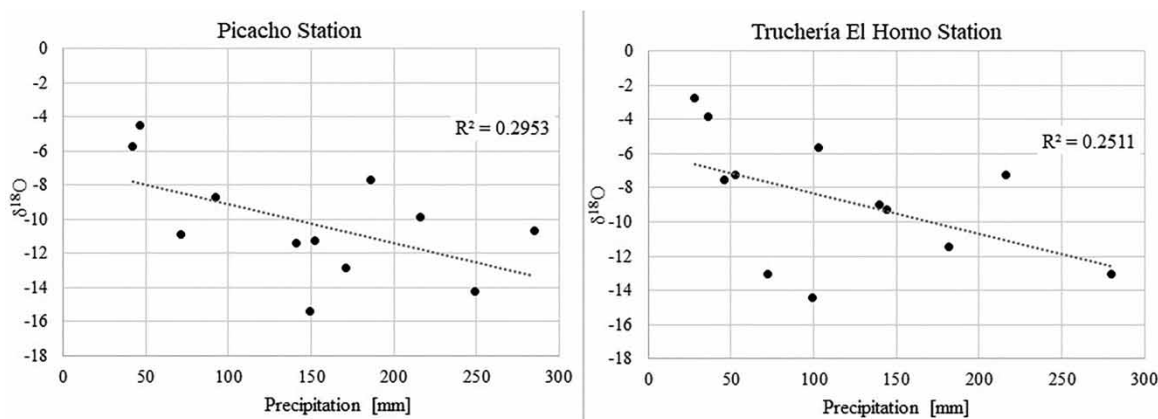 Picacho Station
0
-2
-4
-6
-8
-10
-12
-14
-16
-18
δ¹⁸O
R² = 0.2953
0 50 100 150 200 250 300
Precipitation [mm]
Truchería El Horno Station
0
-2
-4
-6
-8
-10
-12
-14
-16
-18
δ¹⁸O
R² = 0.2511
0 50 100 150 200 250 300
Precipitation [mm]